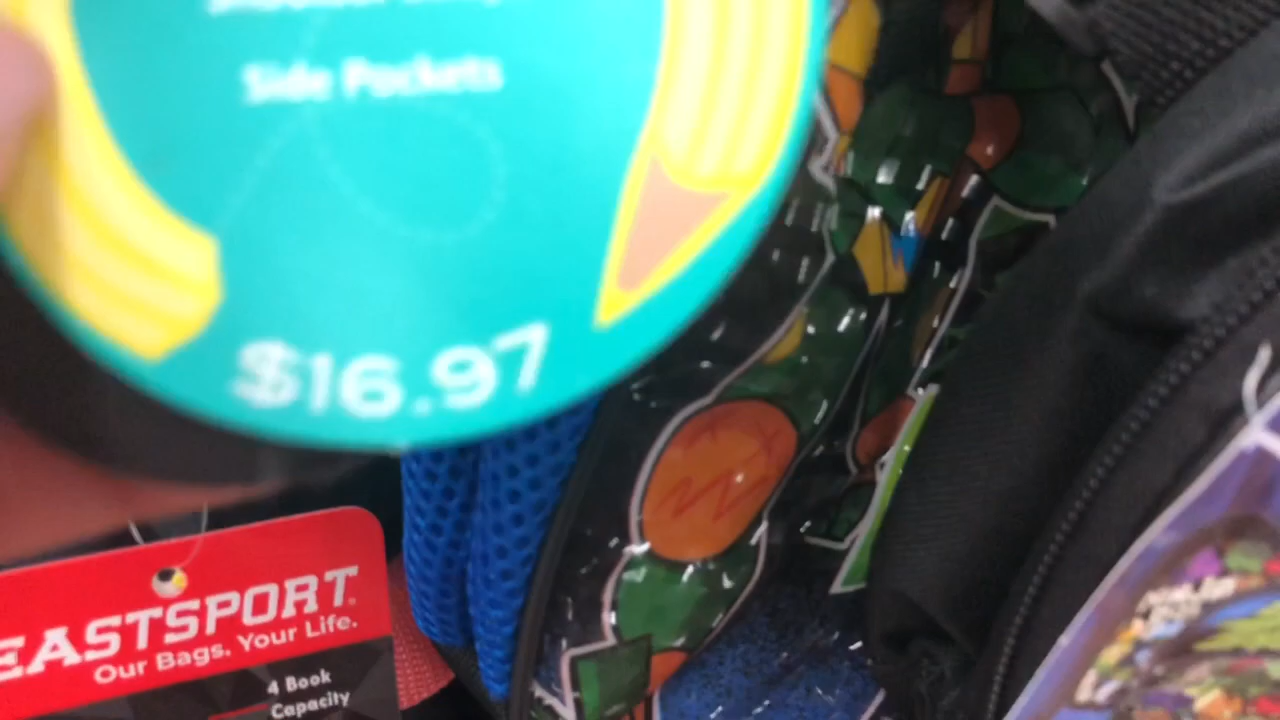 Side Pockets
$16.97
EASTSPORT
Our Bags. Your Life.
4 Book
Capacity